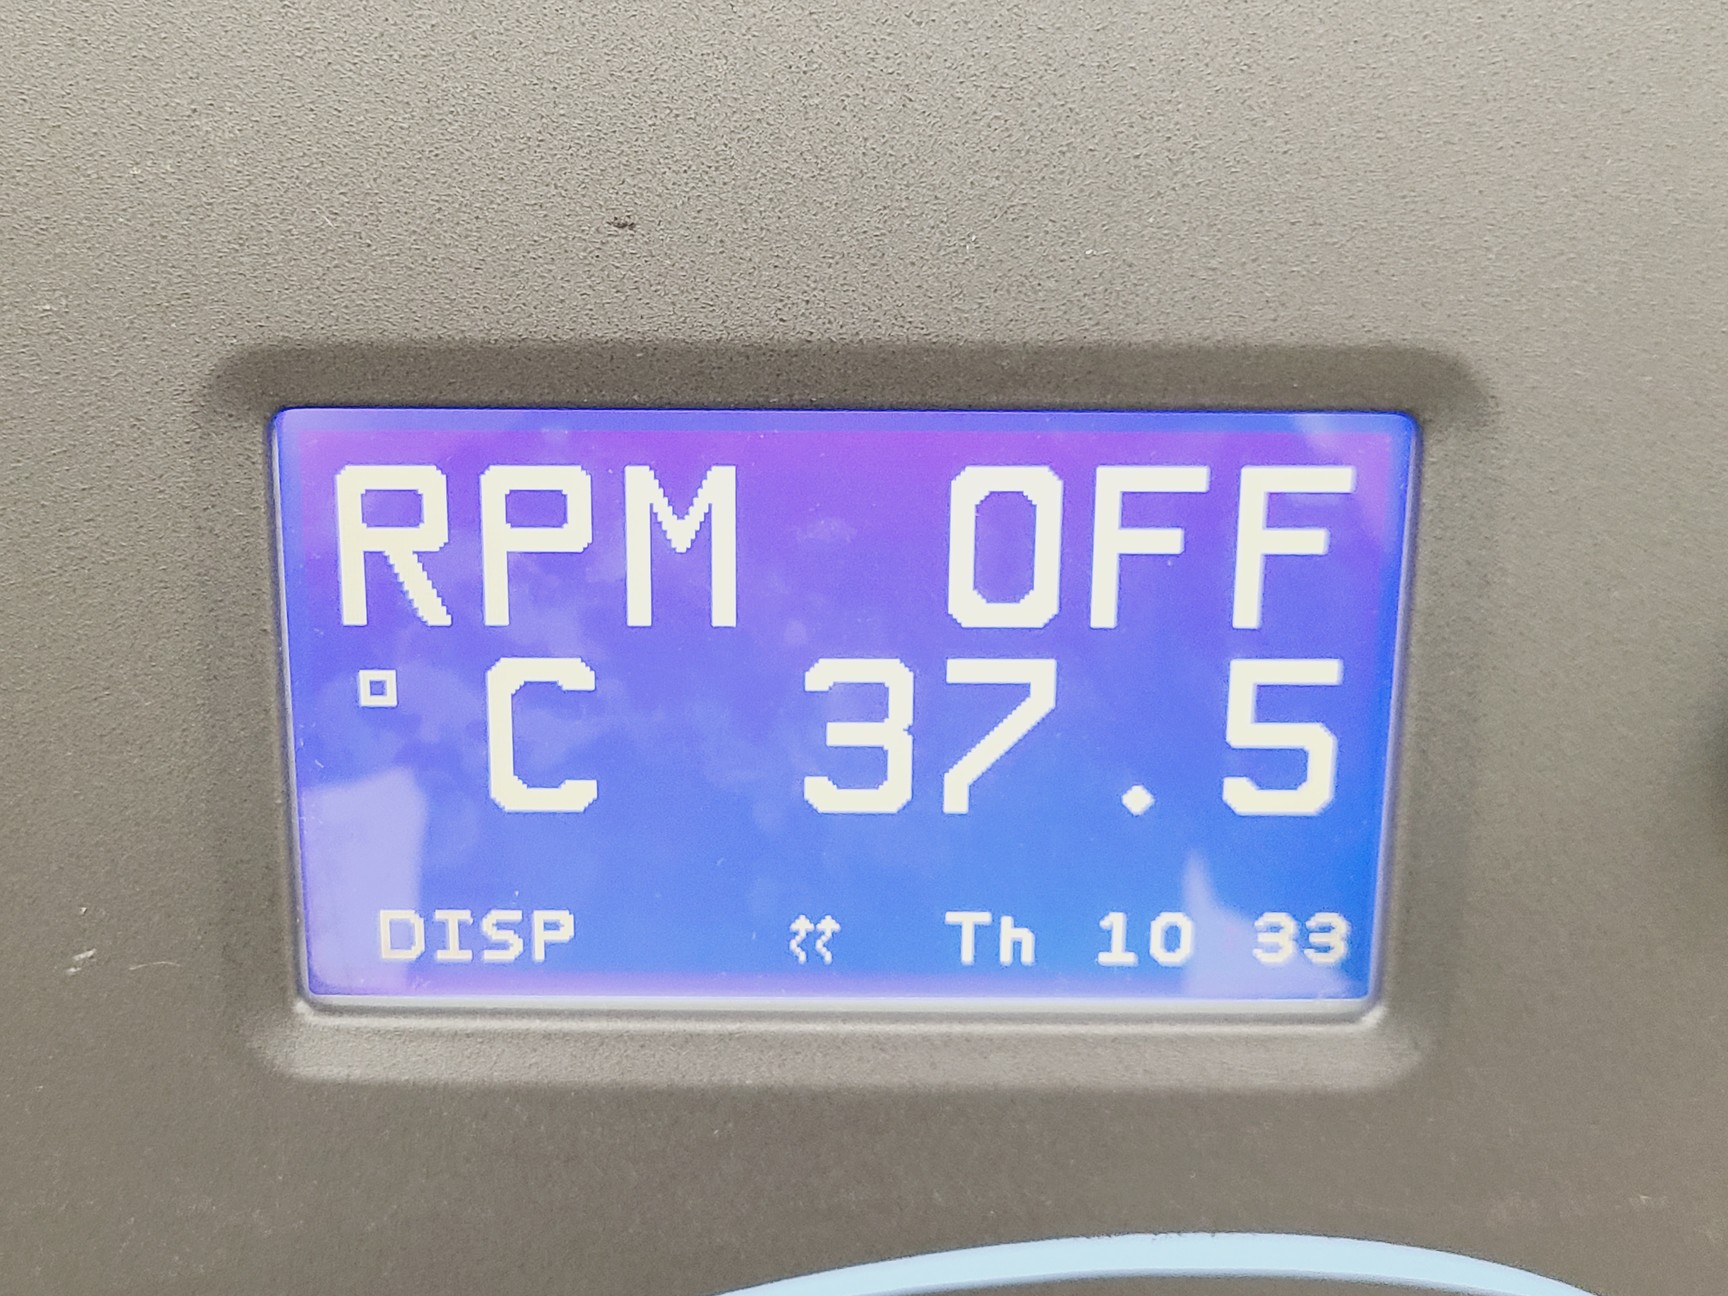 RPM OFF
°C 37.5
DISP Th 10 33